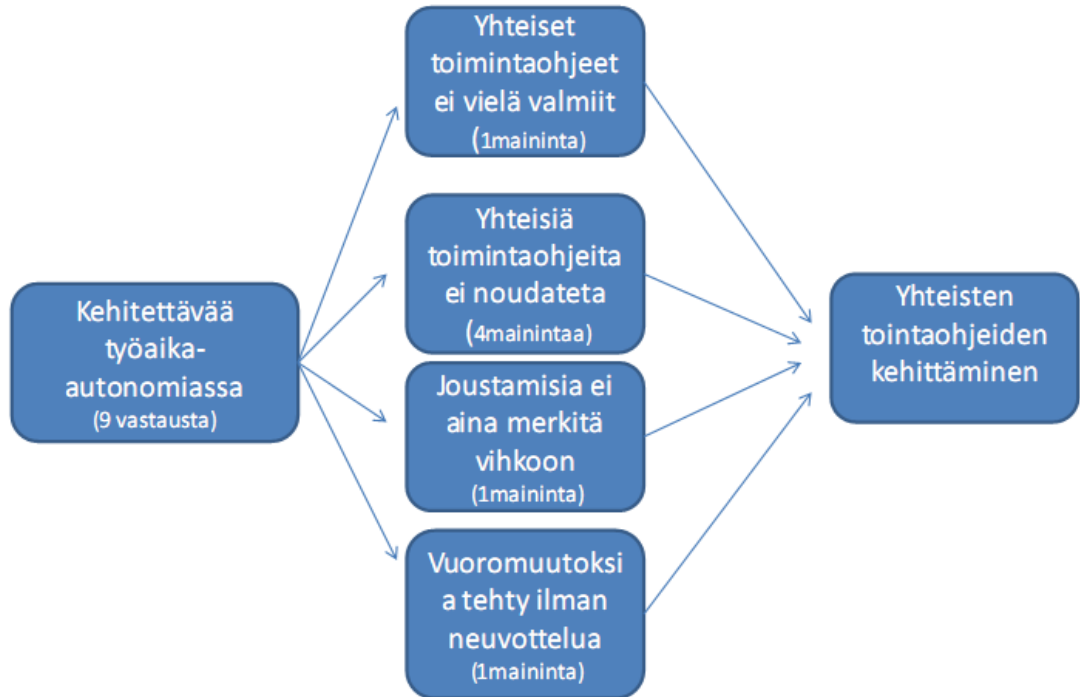 Kehitettävää
työaika-
autonomiassa
(9 vastausta)
Yhteiset
toimintaohjeet
ei vielä valmiit
(1maininta)
Yhteisiä
toimintaohjeita
ei noudateta
(4mainintaa)
Joustamisia ei
aina merkitä
vihkoon
(1maininta)
Vuoromuutoksi
a tehty ilman
neuvottelua
(1maininta)
Yhteisten
tointaohjeiden
kehittäminen